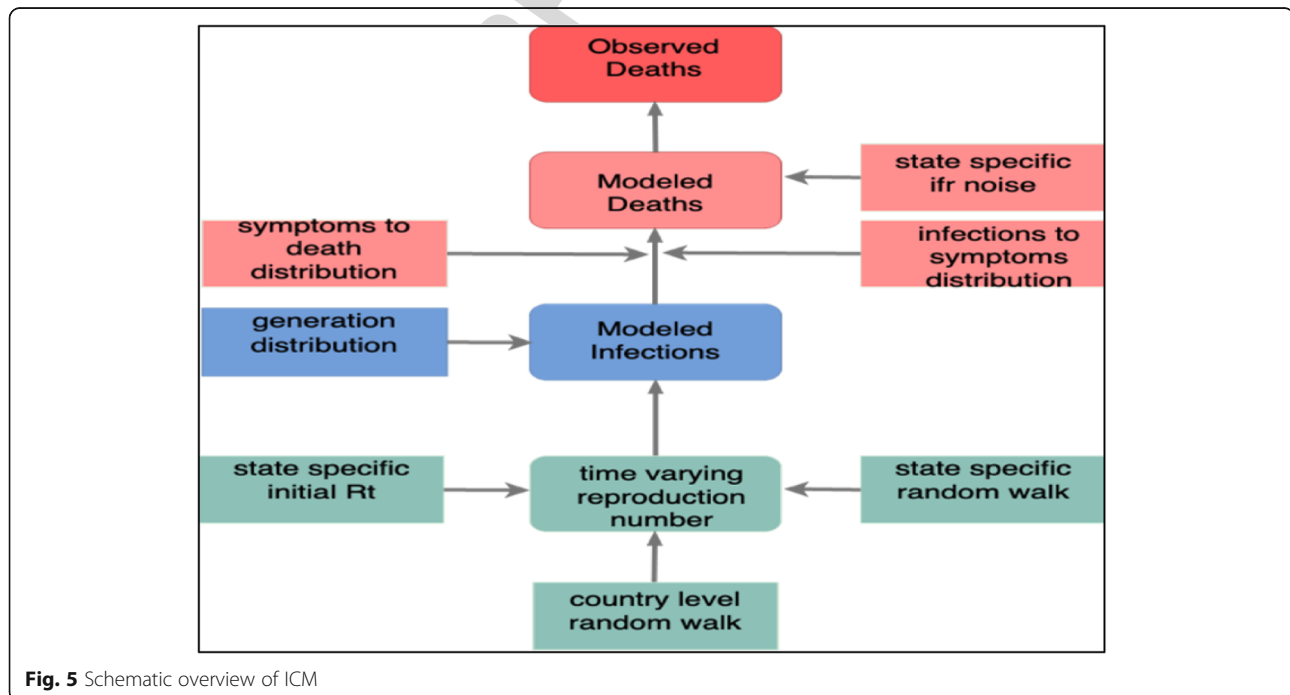 Observed
Deaths
Modeled
Deaths
state specific
ifr noise
symptoms to
death
distribution
infections to
symptoms
distribution
generation
distribution
Modeled
Infections
state specific
initial Rt
time varying
reproduction
number
state specific
random walk
country level
random walk
Fig. 5 Schematic overview of ICM